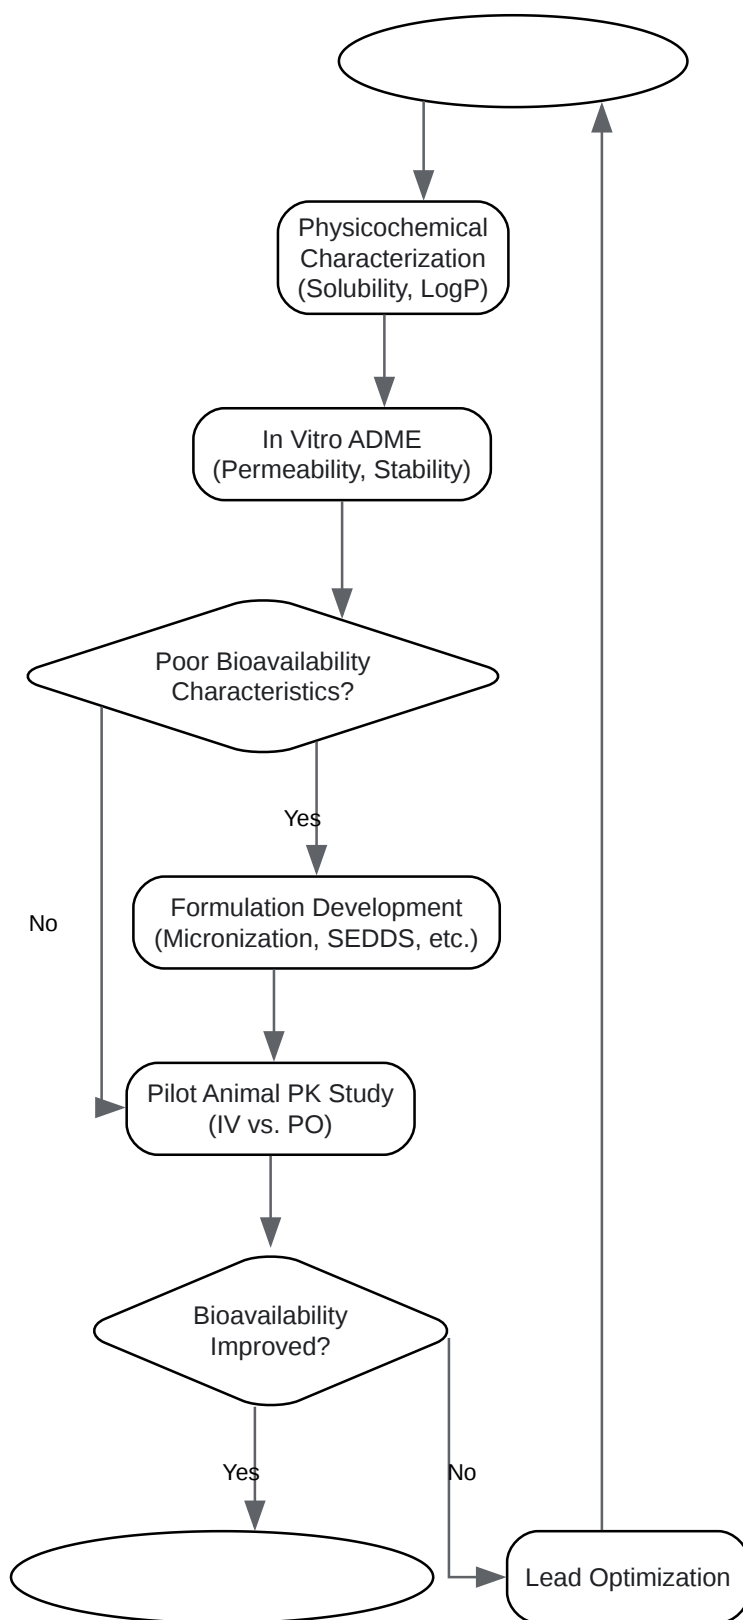 Physicochemical
Characterization
(Solubility, LogP)
In Vitro ADME
(Permeability, Stability)
Poor Bioavailability
Characteristics?
Yes
No
Formulation Development
(Micronization, SEDDS, etc.)
Pilot Animal PK Study
(IV vs. PO)
Bioavailability
Improved?
Yes
No
Lead Optimization